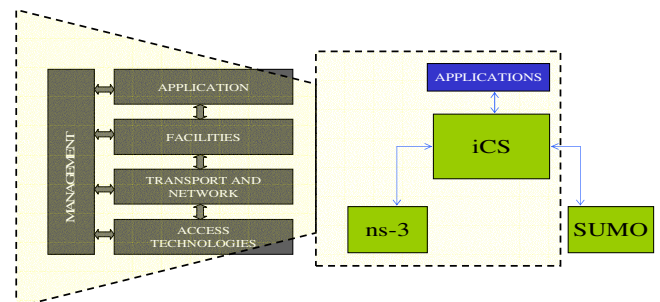 MANAGEMENT
APPLICATION
FACILITIES
TRANSPORT AND
NETWORK
ACCESS
TECHNOLOGIES
APPLICATIONS
iCS
ns-3
SUMO